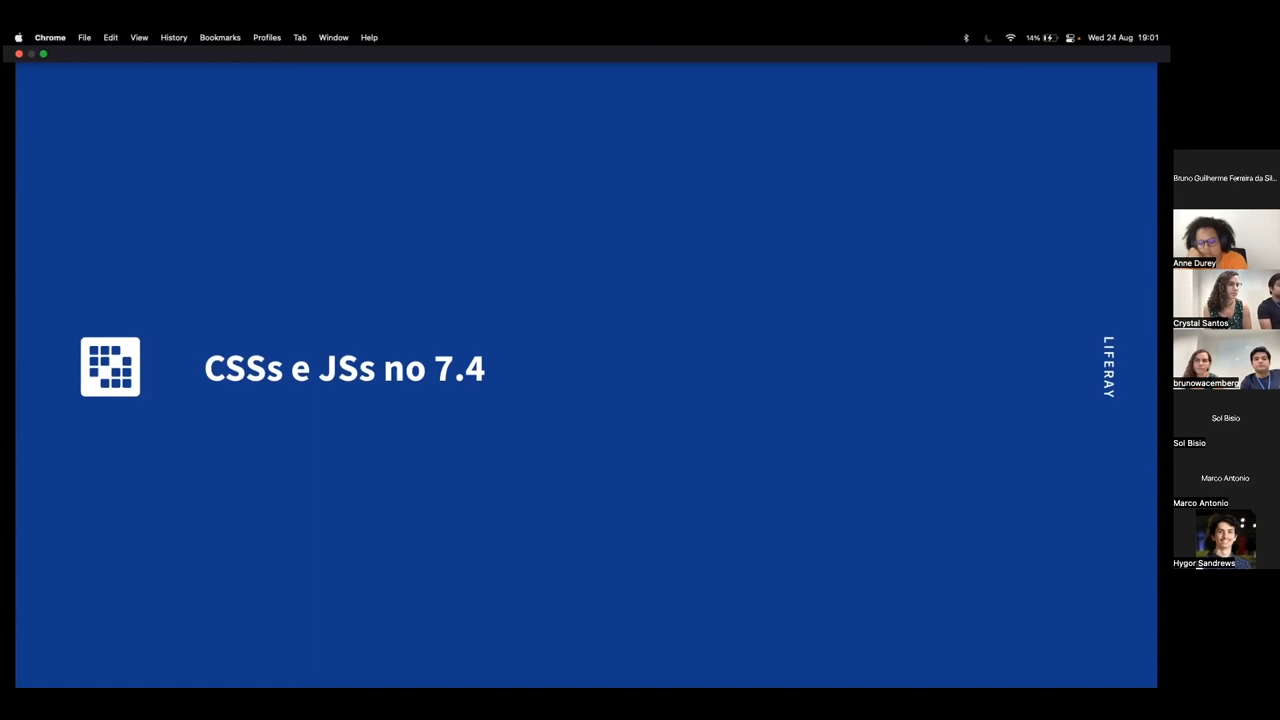 Chrome File Edit View History Bookmarks Profiles Tab Window Help
14% Wed 24 Aug 19:01
CSSs e JSs no 7.4
LIFERAY
Bruno Guilherme Ferreira da Sil...
Anne Durey
Crystal Santos
brunowacemberg
Sol Bisio
Sol Bisio
Marco Antonio
Marco Antonio
Hygor Sandrews